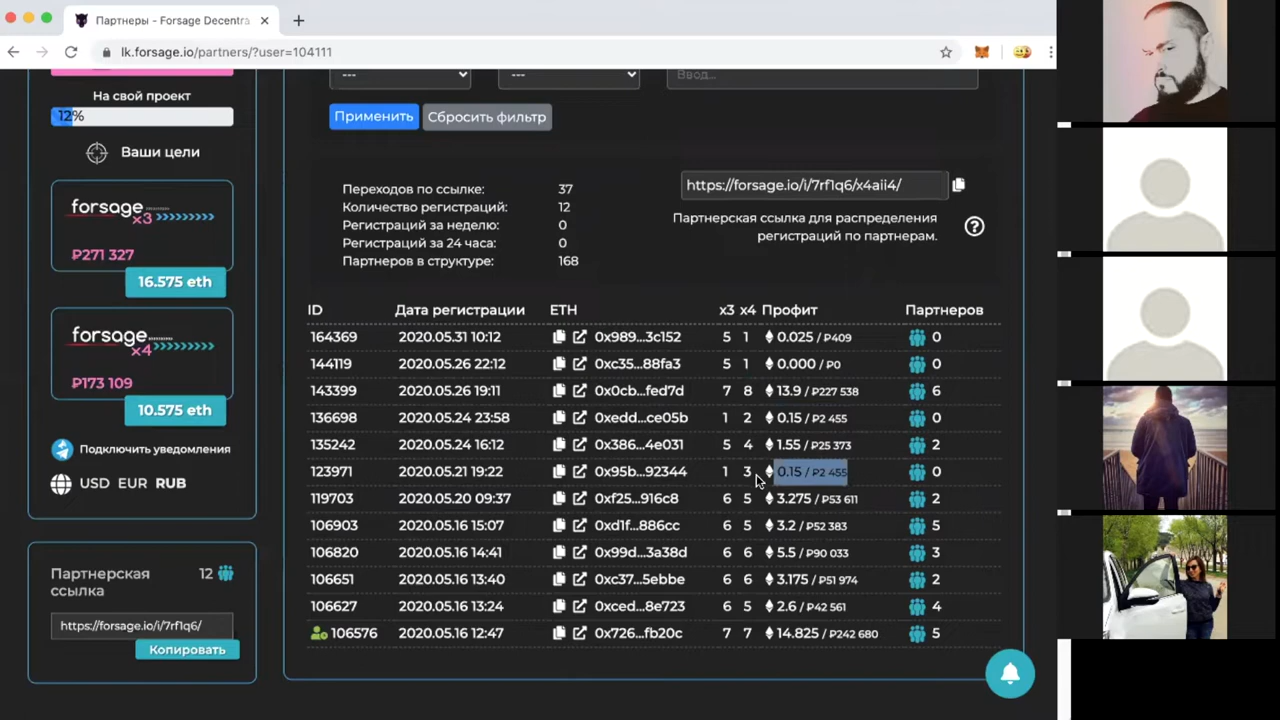 Партнеры - Forsage Decentra
lk.forsage.io/partners/?user=104111
На свой проект
12%
Ваши цели
forsage x3
₽271 327
16.575 eth
forsage x4
₽173 109
10.575 eth
Подключить уведомления
USD EUR RUB
Партнерская ссылка 12
https://forsage.io/i/7rf1q6/
Копировать
--- --- Ввод...
Применить Сбросить фильтр
Переходов по ссылке: 37
Количество регистраций: 12
Регистраций за неделю: 0
Регистраций за 24 часа: 0
Партнеров в структуре: 168
https://forsage.io/i/7rf1q6/x4aii4/
Партнерская ссылка для распределения
регистраций по партнерам.
?
ID Дата регистрации ETH x3 x4 Профит Партнеров
164369 2020.05.31 10:12 0x989...3c152 5 1 0.025 / ₽409 0
144119 2020.05.26 22:12 0xc35...88fa3 5 1 0.000 / ₽0 0
143399 2020.05.26 19:11 0x0cb...fed7d 7 8 13.9 / ₽227 538 6
136698 2020.05.24 23:58 0xedd...ce05b 1 2 0.15 / ₽2 455 0
135242 2020.05.24 16:12 0x386...4e031 5 4 1.55 / ₽25 373 2
123971 2020.05.21 19:22 0x95b...92344 1 3 0.15 / ₽2 455 0
119703 2020.05.20 09:37 0xf25...916c8 6 5 3.275 / ₽53 611 2
106903 2020.05.16 15:07 0xd1f...886cc 6 5 3.2 / ₽52 383 5
106820 2020.05.16 14:41 0x99d...3a38d 6 6 5.5 / ₽90 033 3
106651 2020.05.16 13:40 0xc37...5ebbe 6 6 3.175 / ₽51 974 2
106627 2020.05.16 13:24 0xced...8e723 6 5 2.6 / ₽42 561 4
106576 2020.05.16 12:47 0x726...fb20c 7 7 14.825 / ₽242 680 5